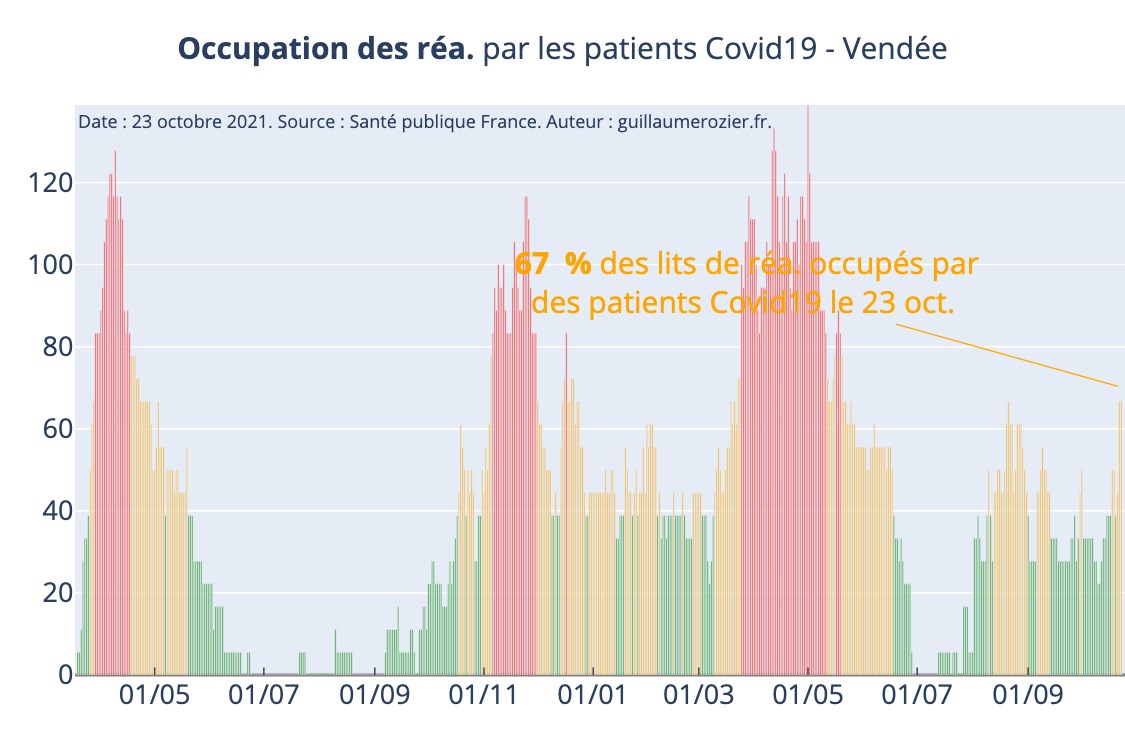 Occupation des réa. par les patients Covid19 - Vendée
Date : 23 octobre 2021. Source : Santé publique France. Auteur : guillaumerozier.fr.
120
100
67 % des lits de réa. occupés par
des patients Covid19 le 23 oct.
80
60
40
20
0
01/05 01/07 01/09 01/11 01/01 01/03 01/05 01/07 01/09